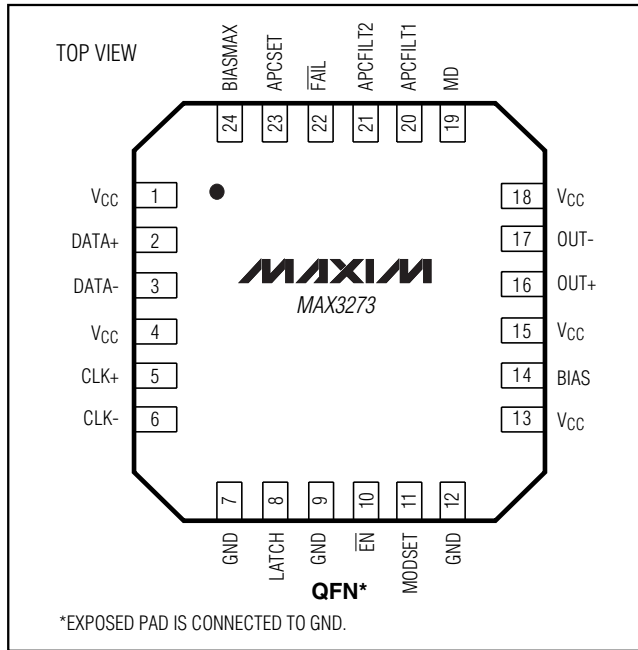 TOP VIEW
BIASMAX
APCSET
F̅A̅I̅L̅
APCFILT2
APCFILT1
MD
24
23
22
21
20
19
VCC 1
DATA+ 2
DATA- 3
VCC 4
CLK+ 5
CLK- 6
18 VCC
17 OUT-
16 OUT+
15 VCC
14 BIAS
13 VCC
MAXIM
MAX3273
7
8
9
10
11
12
GND
LATCH
GND
E̅N̅
MODSET
GND
QFN*
*EXPOSED PAD IS CONNECTED TO GND.